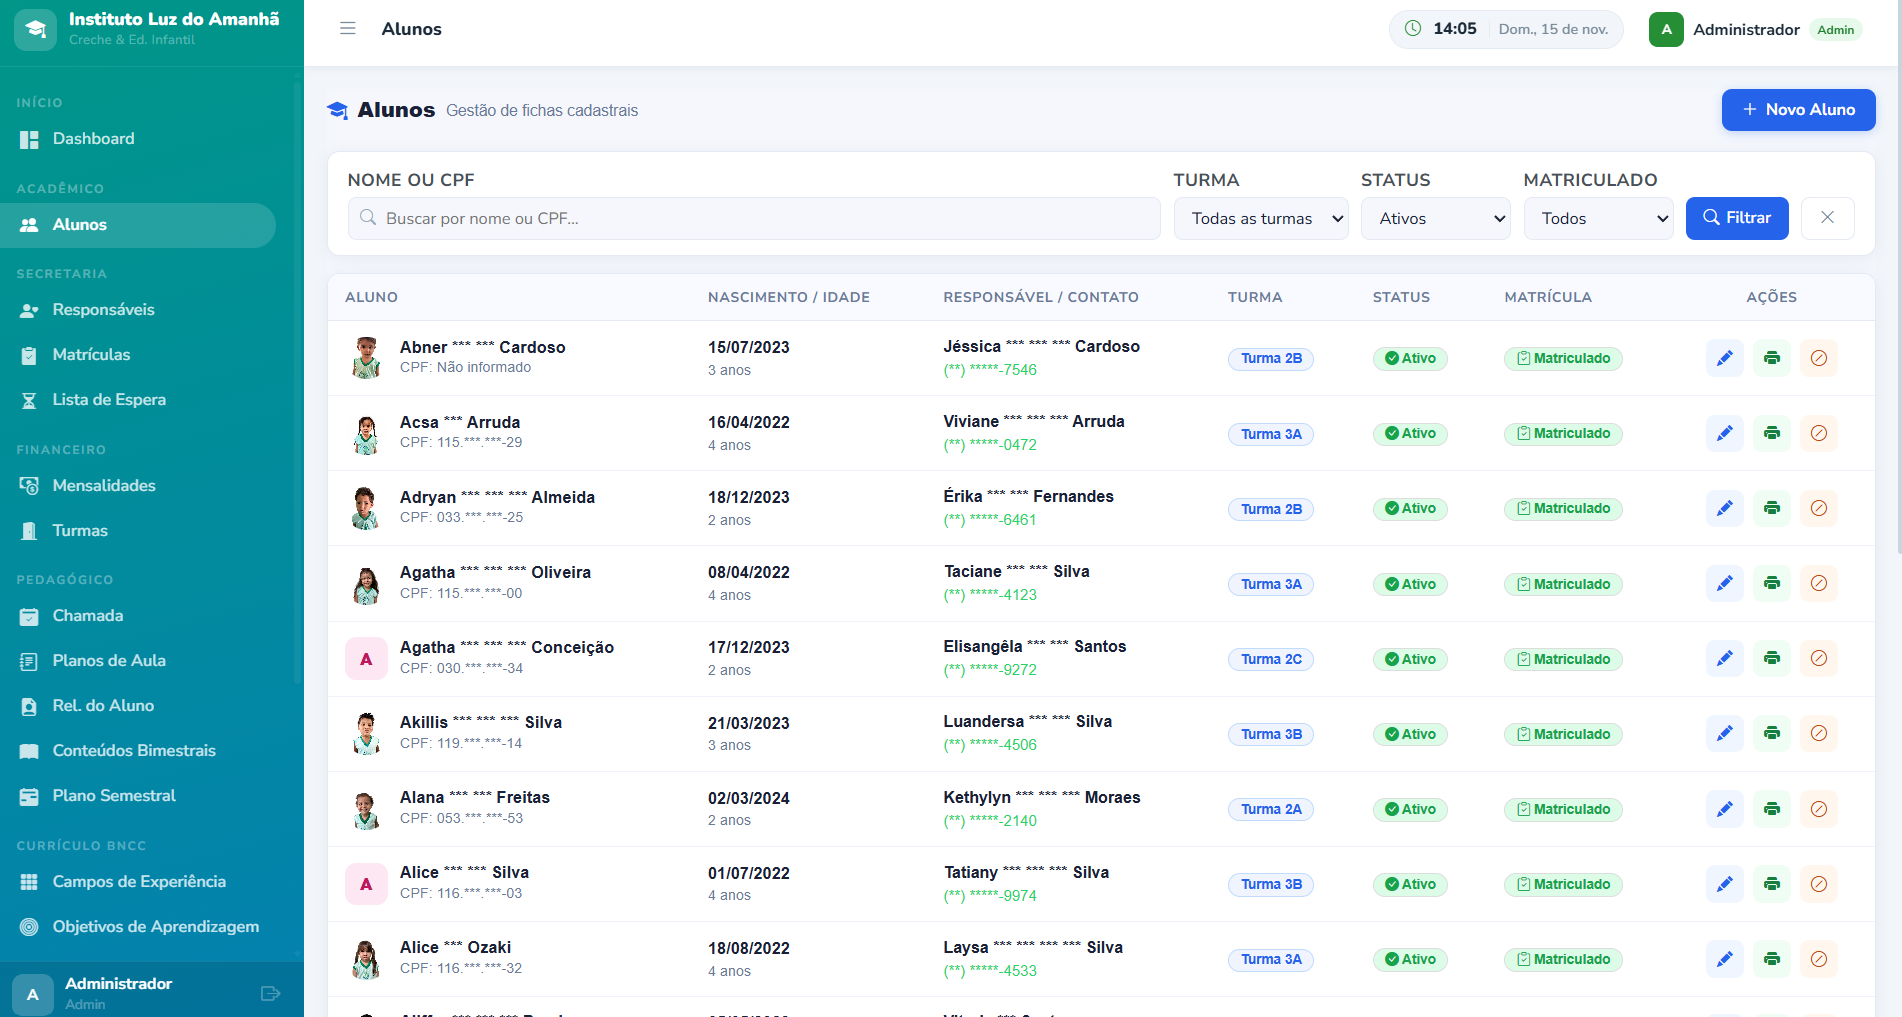 Instituto Luz do Amanhã
Creche & Ed. Infantil
INÍCIO
Dashboard
ACADÊMICO
Alunos
SECRETARIA
Responsáveis
Matrículas
Lista de Espera
FINANCEIRO
Mensalidades
Turmas
PEDAGÓGICO
Chamada
Planos de Aula
Rel. do Aluno
Conteúdos Bimestrais
Plano Semestral
CURRÍCULO BNCC
Campos de Experiência
Objetivos de Aprendizagem
A
Administrador
Admin
Alunos
14:05 Dom., 15 de nov.
A Administrador Admin
Alunos Gestão de fichas cadastrais
+ Novo Aluno
NOME OU CPF TURMA STATUS MATRICULADO
Buscar por nome ou CPF... Todas as turmas Ativos Todos Filtrar
ALUNO NASCIMENTO / IDADE RESPONSÁVEL / CONTATO TURMA STATUS MATRÍCULA AÇÕES
Abner *** *** Cardoso 15/07/2023 Jéssica *** *** *** Cardoso Turma 2B Ativo Matriculado
CPF: Não informado 3 anos (**) *****-7546
Acsa *** Arruda 16/04/2022 Viviane *** *** *** Arruda Turma 3A Ativo Matriculado
CPF: 115.***.***-29 4 anos (**) *****-0472
Adryan *** *** *** Almeida 18/12/2023 Érika *** *** Fernandes Turma 2B Ativo Matriculado
CPF: 033.***.***-25 2 anos (**) *****-6461
Agatha *** *** *** Oliveira 08/04/2022 Taciane *** *** Silva Turma 3A Ativo Matriculado
CPF: 115.***.***-00 4 anos (**) *****-4123
A Agatha *** *** *** Conceição 17/12/2023 Elisangêla *** *** Santos Turma 2C Ativo Matriculado
CPF: 030.***.***-34 2 anos (**) *****-9272
Akillis *** *** *** Silva 21/03/2023 Luandersa *** *** Silva Turma 3B Ativo Matriculado
CPF: 119.***.***-14 3 anos (**) *****-4506
Alana *** *** Freitas 02/03/2024 Kethylyn *** *** *** Moraes Turma 2A Ativo Matriculado
CPF: 053.***.***-53 2 anos (**) *****-2140
A Alice *** *** Silva 01/07/2022 Tatiany *** *** *** Silva Turma 3B Ativo Matriculado
CPF: 116.***.***-03 4 anos (**) *****-9974
Alice *** Ozaki 18/08/2022 Laysa *** *** *** *** Silva Turma 3A Ativo Matriculado
CPF: 116.***.***-32 4 anos (**) *****-4533